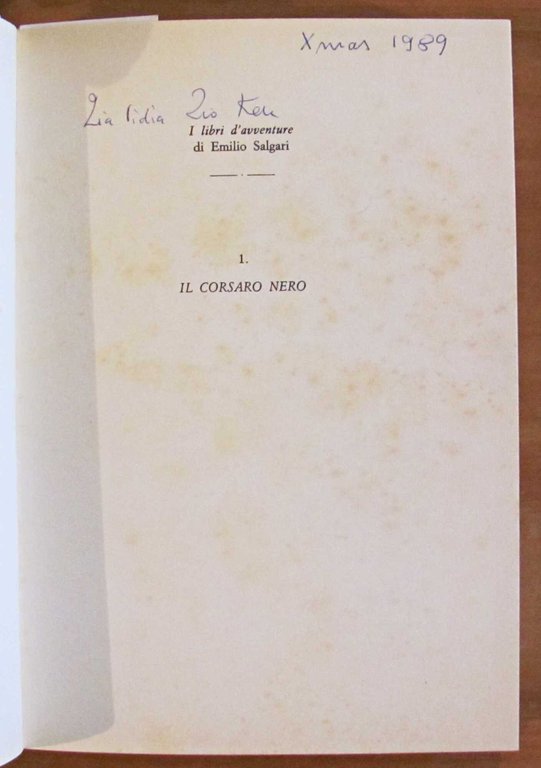 Xmas 1989
Zia Lidia Zio Ken
I libri d'avventure
di Emilio Salgari
1.
IL CORSARO NERO